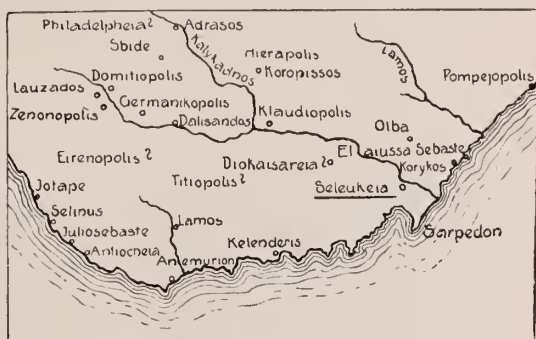 Philadelpheia?
Adrasos
Sbide
Kalykadnos
Hierapolis
Koropissos
Lamos
Pompejopolis
Domitiopolis
Lauzados
Zenonopolis
Germanikopolis
Dalisandos
Klaudiopolis
Olba
Elaiussa Sebaste
Korykos
Eirenopolis?
Diokaisareia?
Titiopolis?
Seleukeia
Jotape
Selinus
Juliosebaste
Antiocheia
Lamos
Kelenderis
Sarpedon
Anemurion